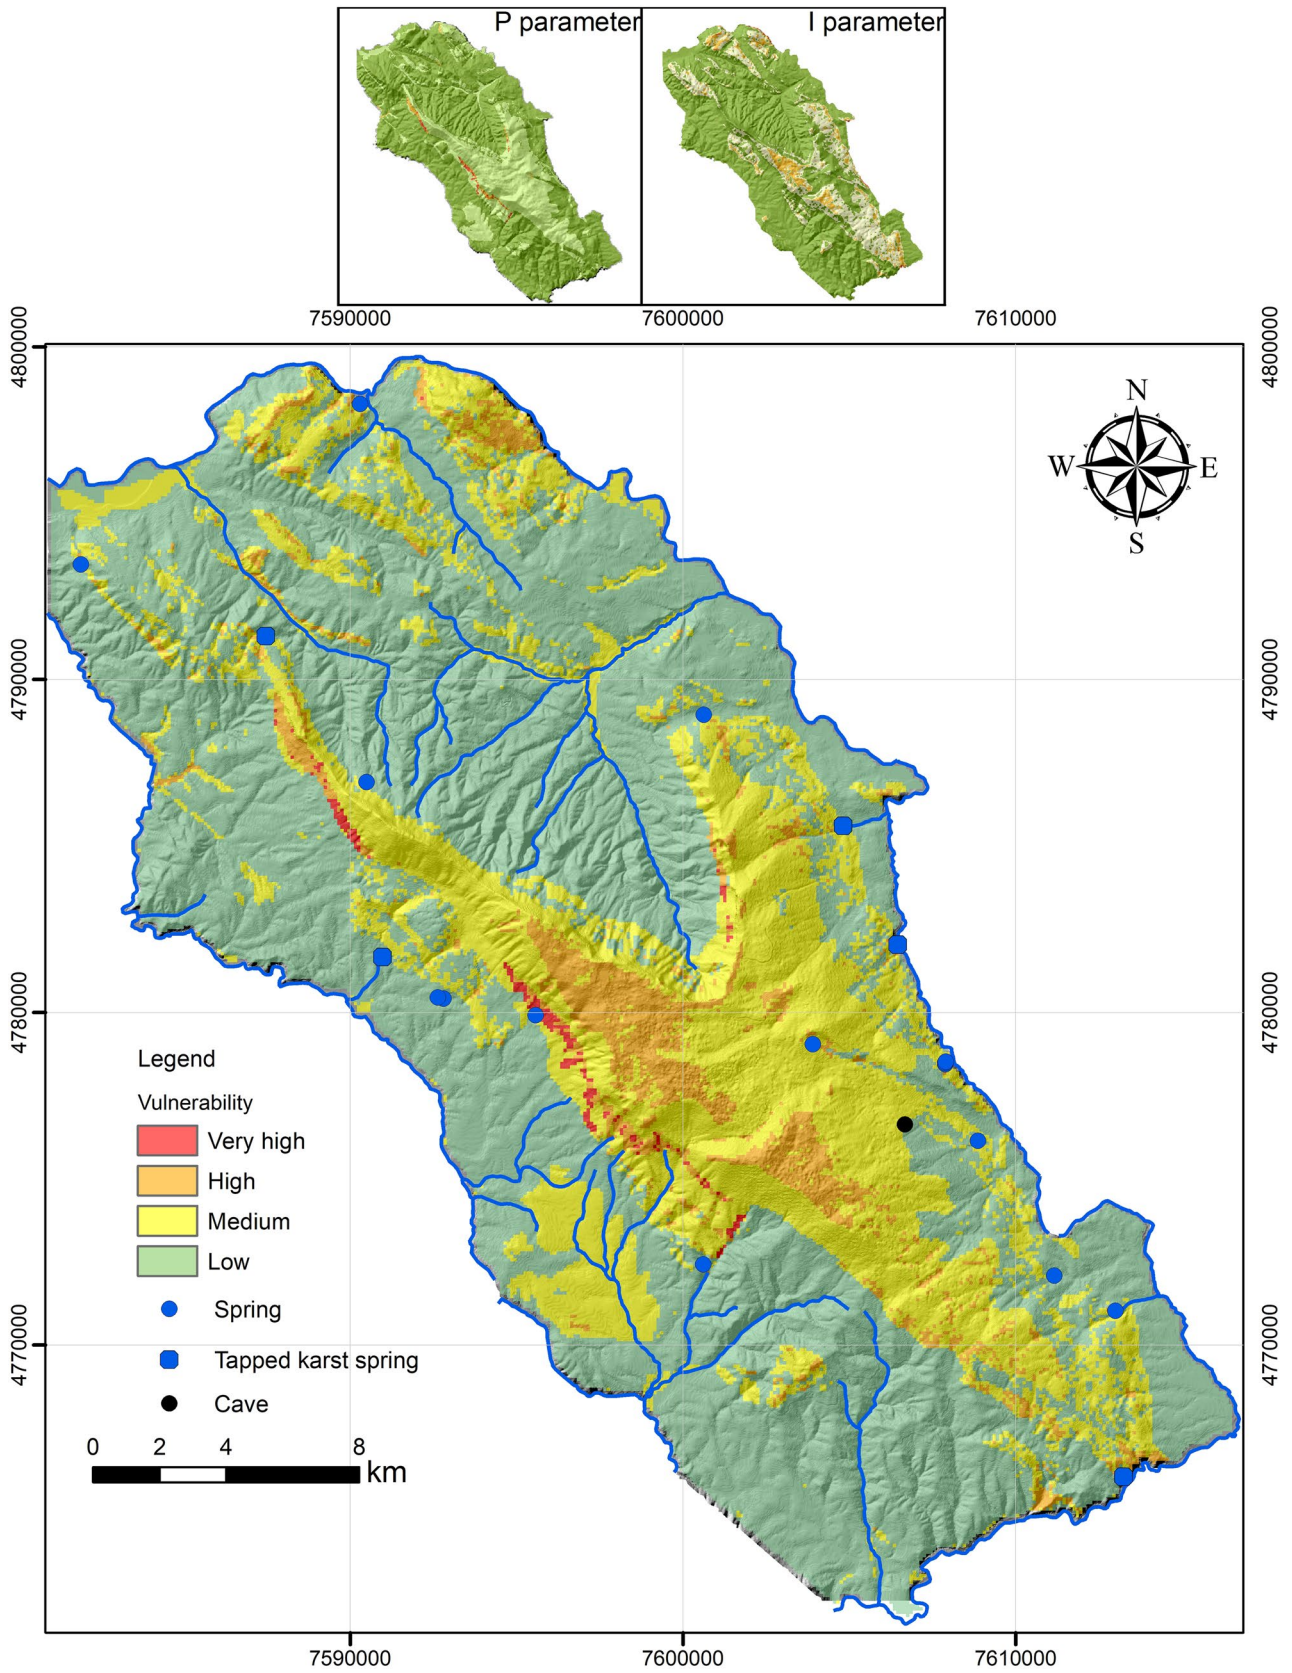 P parameter
I parameter
7590000
7600000
7610000
4800000
4800000
N
W
E
S
4790000
4790000
4780000
4780000
Legend
Vulnerability
Very high
High
Medium
Low
Spring
4770000
4770000
Tapped karst spring
Cave
0 2 4 8
km
7590000
7600000
7610000